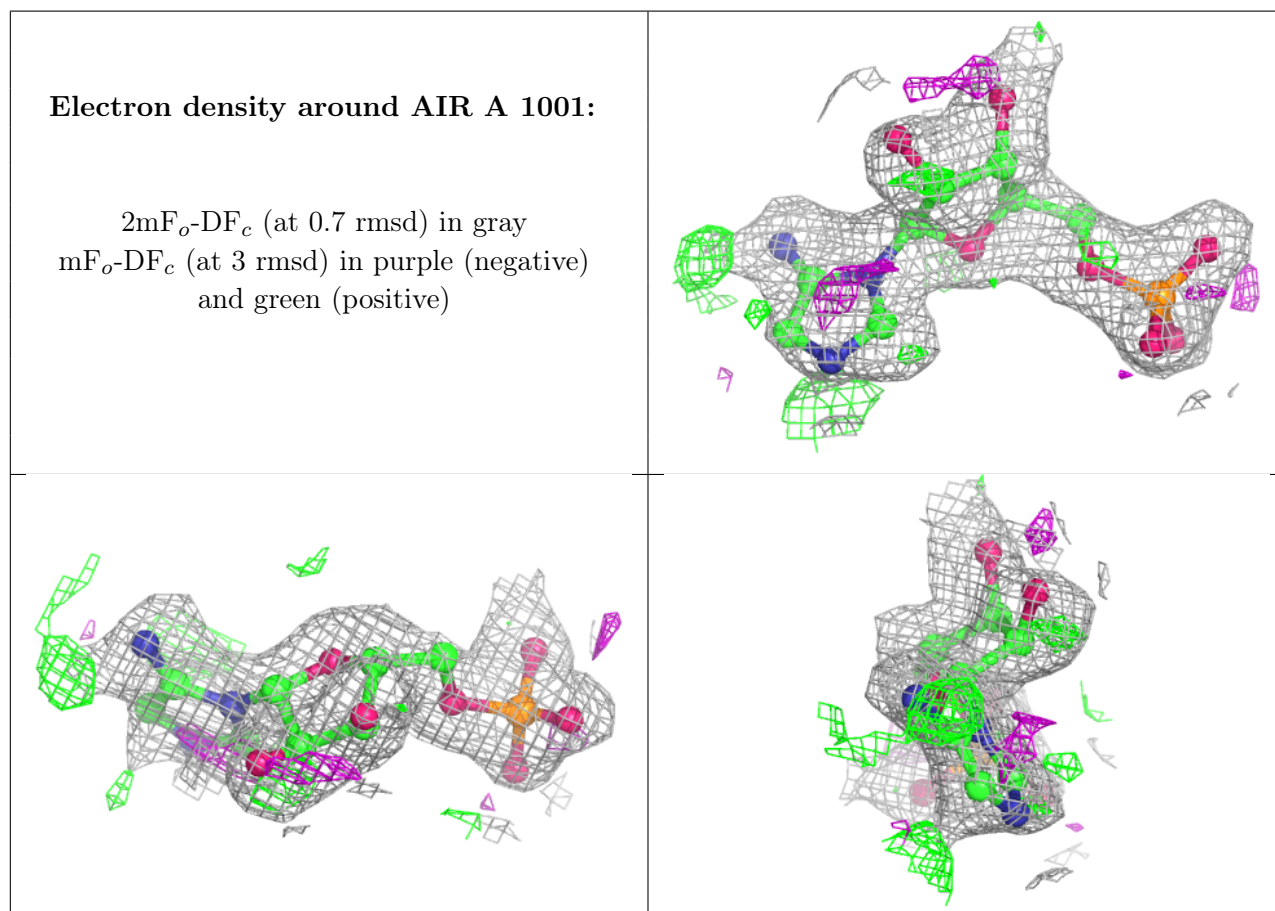 Electron density around AIR A 1001:
2mFₒ-DF𝒸 (at 0.7 rmsd) in gray
mFₒ-DF𝒸 (at 3 rmsd) in purple (negative)
and green (positive)